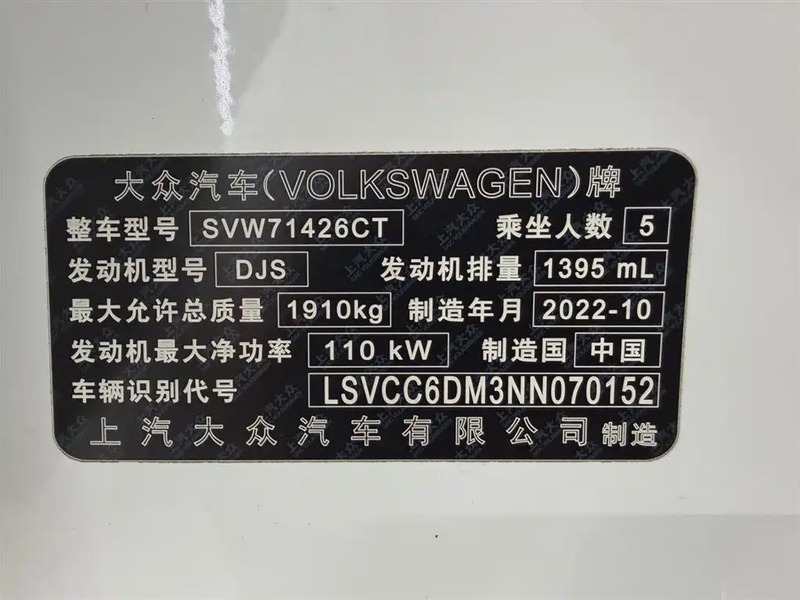 大众汽车(VOLKSWAGEN)牌
整车型号 SVW71426CT 乘坐人数 5
发动机型号 DJS 发动机排量 1395 mL
最大允许总质量 1910kg 制造年月 2022-10
发动机最大净功率 110 kW 制造国 中国
车辆识别代号 LSVCC6DM3NN070152
上汽大众汽车有限公司 制造